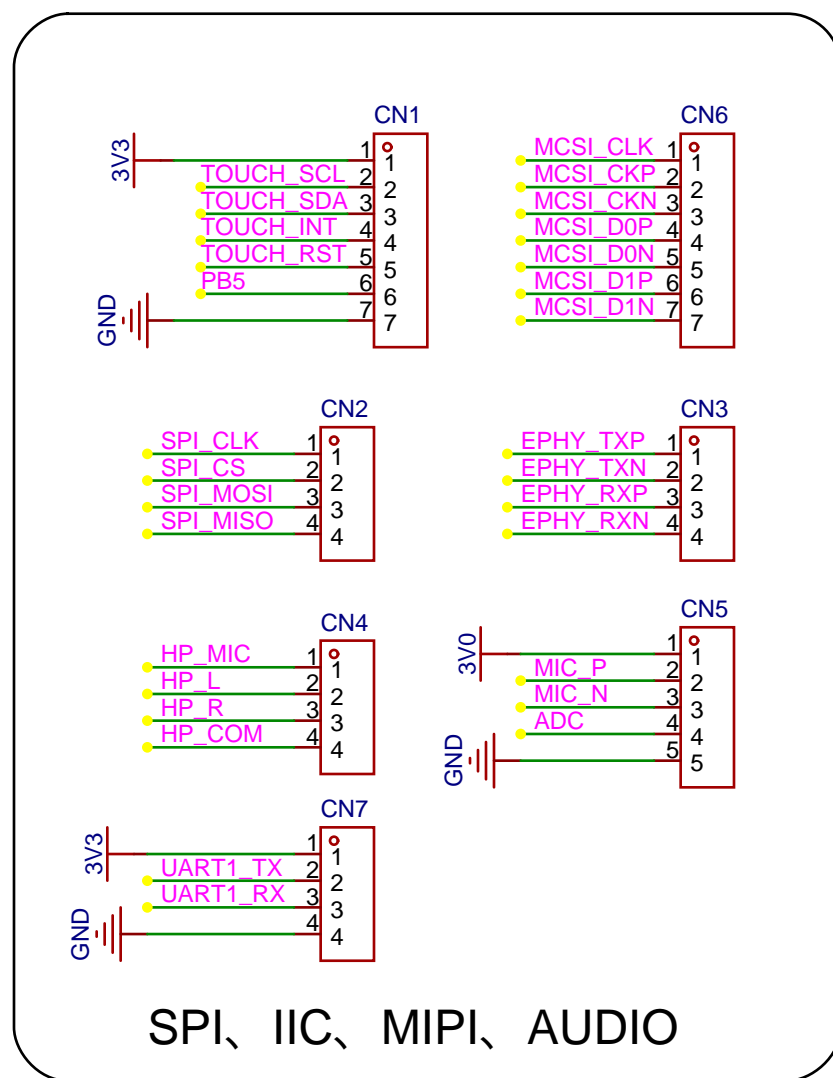 CN1
3V3
1 1
TOUCH_SCL 2 2
TOUCH_SDA 3 3
TOUCH_INT 4 4
TOUCH_RST 5 5
PB5 6 6
GND 7 7
CN6
MCSI_CLK 1 1
MCSI_CKP 2 2
MCSI_CKN 3 3
MCSI_D0P 4 4
MCSI_D0N 5 5
MCSI_D1P 6 6
MCSI_D1N 7 7
CN2
SPI_CLK 1 1
SPI_CS 2 2
SPI_MOSI 3 3
SPI_MISO 4 4
CN3
EPHY_TXP 1 1
EPHY_TXN 2 2
EPHY_RXP 3 3
EPHY_RXN 4 4
CN4
HP_MIC 1 1
HP_L 2 2
HP_R 3 3
HP_COM 4 4
CN5
3V0 1 1
MIC_P 2 2
MIC_N 3 3
ADC 4 4
GND 5 5
CN7
3V3 1 1
UART1_TX 2 2
UART1_RX 3 3
GND 4 4
SPI、IIC、MIPI、AUDIO